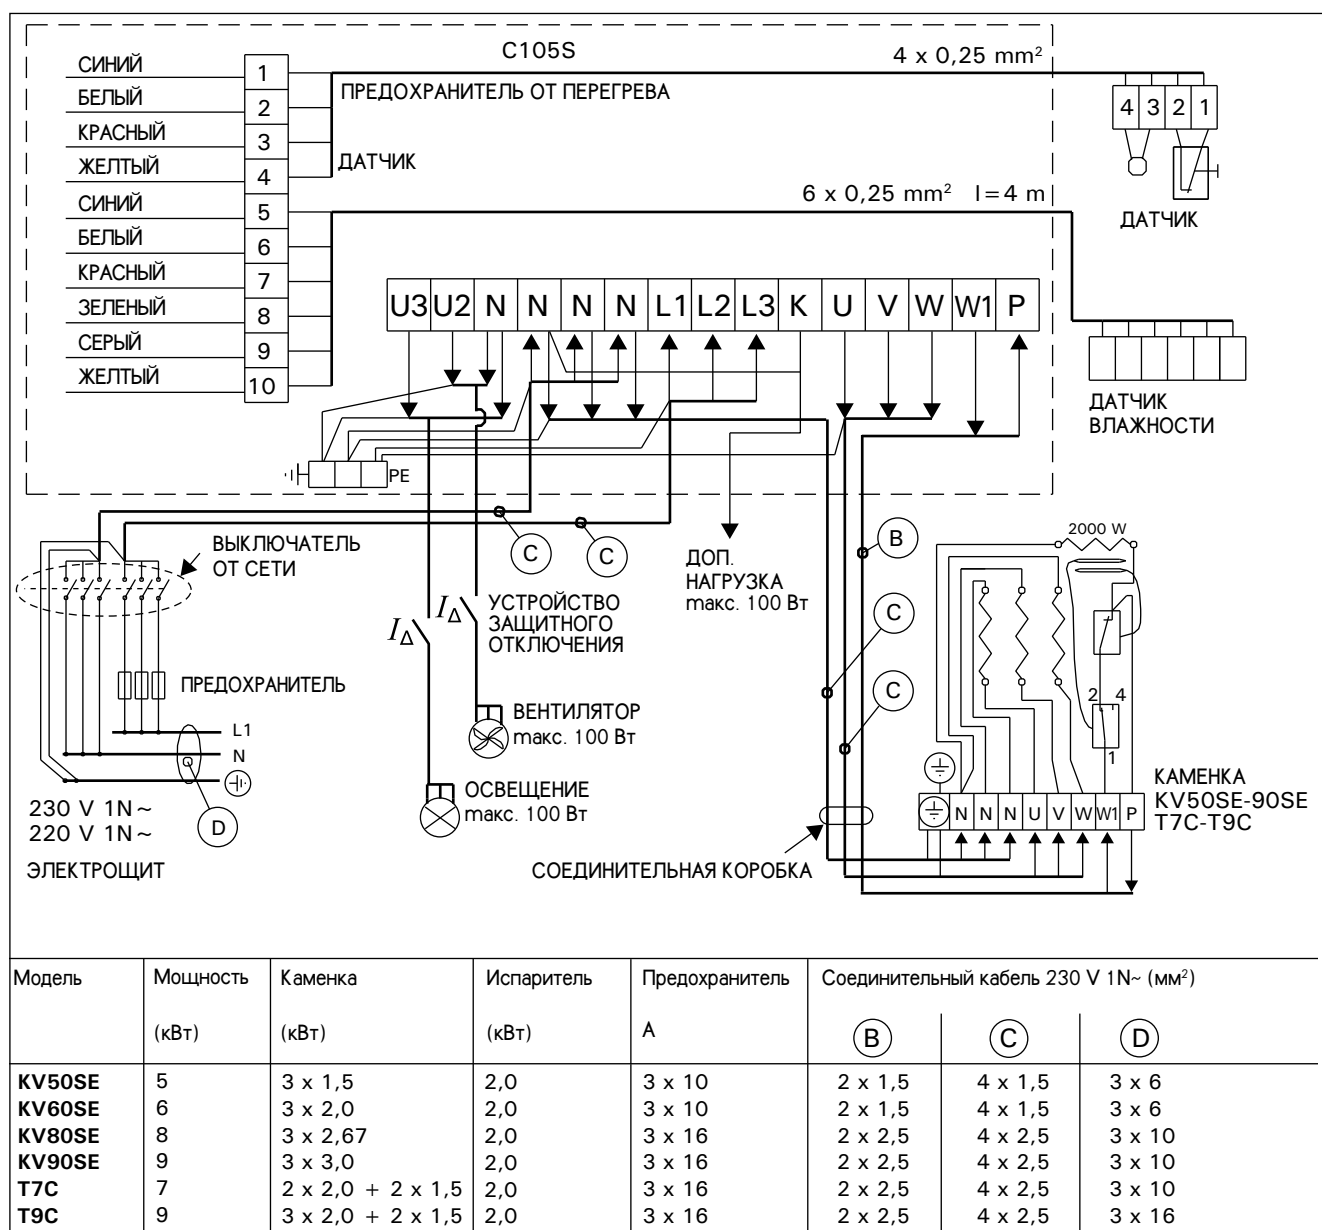 C105S
4 x 0,25 mm²
СИНИЙ 1
БЕЛЫЙ 2
КРАСНЫЙ 3
ЖЕЛТЫЙ 4
СИНИЙ 5
БЕЛЫЙ 6
КРАСНЫЙ 7
ЗЕЛЕНЫЙ 8
СЕРЫЙ 9
ЖЕЛТЫЙ 10
ПРЕДОХРАНИТЕЛЬ ОТ ПЕРЕГРЕВА
ДАТЧИК
4 3 2 1
ДАТЧИК
6 x 0,25 mm² l=4 m
U3 U2 N N N N L1 L2 L3 K U V W W1 P
ДАТЧИК
ВЛАЖНОСТИ
PE
ВЫКЛЮЧАТЕЛЬ
ОТ СЕТИ
C
C
B
C
C
ДОП.
НАГРУЗКА
макс. 100 Вт
2000 W
I∆
I∆
УСТРОЙСТВО
ЗАЩИТНОГО
ОТКЛЮЧЕНИЯ
ПРЕДОХРАНИТЕЛЬ
ВЕНТИЛЯТОР
макс. 100 Вт
ОСВЕЩЕНИЕ
макс. 100 Вт
L1
N
D
230 V 1N~
220 V 1N~
ЭЛЕКТРОЩИТ
СОЕДИНИТЕЛЬНАЯ КОРОБКА
2 4
1
N N N U V W W1 P
КАМЕНКА
KV50SE-90SE
T7C-T9C
Модель Мощность Каменка Испаритель Предохранитель Соединительный кабель 230 V 1N~ (мм²)
(кВт) (кВт) (кВт) А B C D
KV50SE 5 3 x 1,5 2,0 3 x 10 2 x 1,5 4 x 1,5 3 x 6
KV60SE 6 3 x 2,0 2,0 3 x 10 2 x 1,5 4 x 1,5 3 x 6
KV80SE 8 3 x 2,67 2,0 3 x 16 2 x 2,5 4 x 2,5 3 x 10
KV90SE 9 3 x 3,0 2,0 3 x 16 2 x 2,5 4 x 2,5 3 x 10
T7C 7 2 x 2,0 + 2 x 1,5 2,0 3 x 16 2 x 2,5 4 x 2,5 3 x 10
T9C 9 3 x 2,0 + 2 x 1,5 2,0 3 x 16 2 x 2,5 4 x 2,5 3 x 16